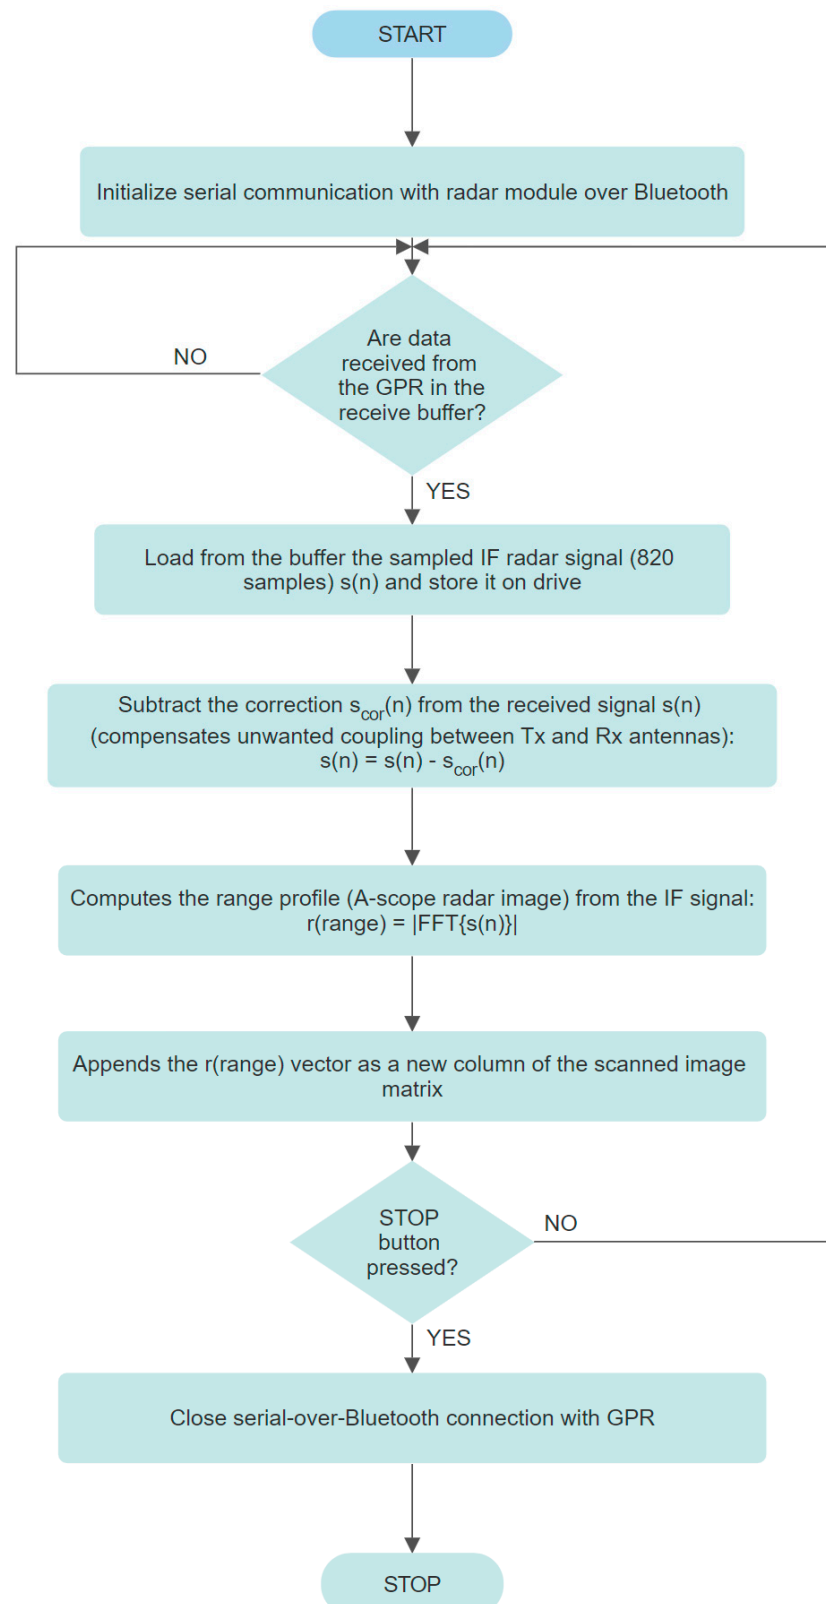 START
Initialize serial communication with radar module over Bluetooth
Are data
received from
the GPR in the
receive buffer?
NO
YES
Load from the buffer the sampled IF radar signal (820
samples) s(n) and store it on drive
Subtract the correction s_cor(n) from the received signal s(n)
(compensates unwanted coupling between Tx and Rx antennas):
s(n) = s(n) - s_cor(n)
Computes the range profile (A-scope radar image) from the IF signal:
r(range) = |FFT{s(n)}|
Appends the r(range) vector as a new column of the scanned image
matrix
STOP
button
pressed?
NO
YES
Close serial-over-Bluetooth connection with GPR
STOP